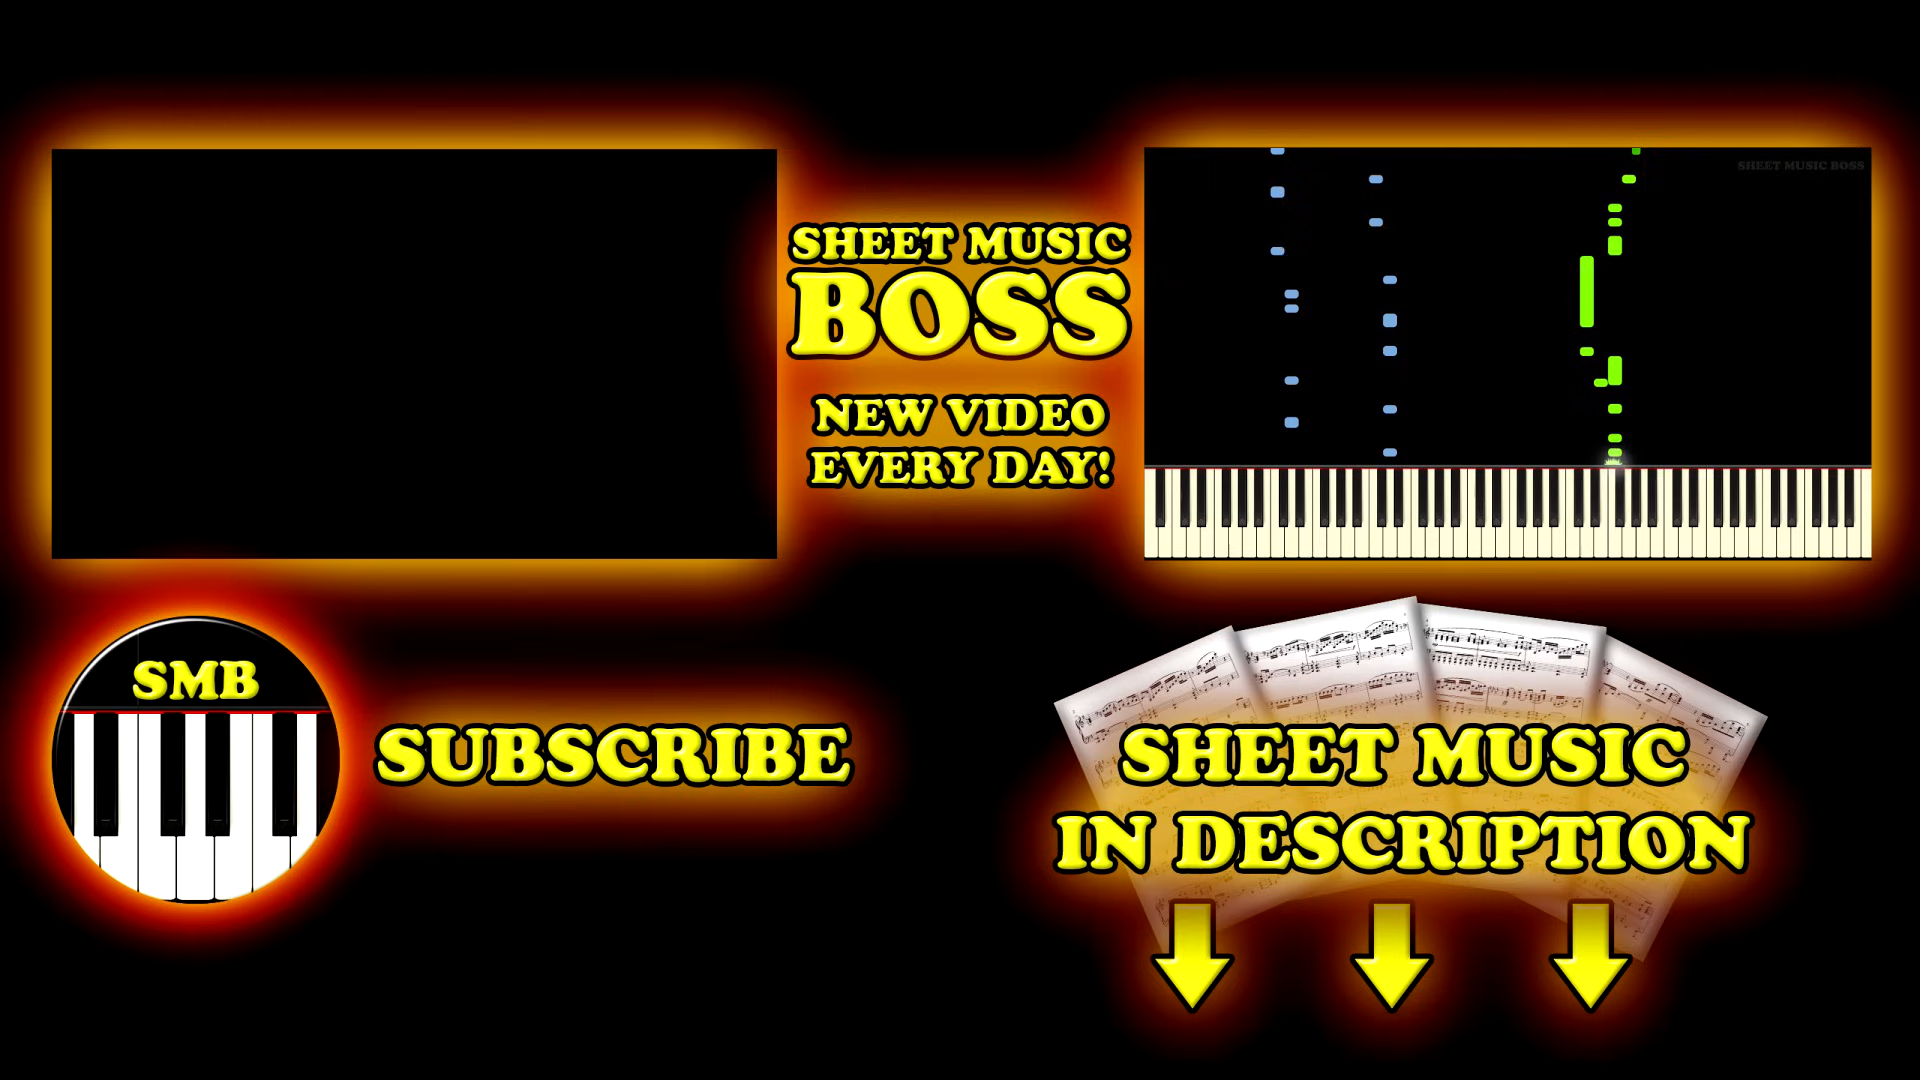 SHEET MUSIC
BOSS
NEW VIDEO
EVERY DAY!
SHEET MUSIC BOSS
SMB
SUBSCRIBE
SHEET MUSIC
IN DESCRIPTION